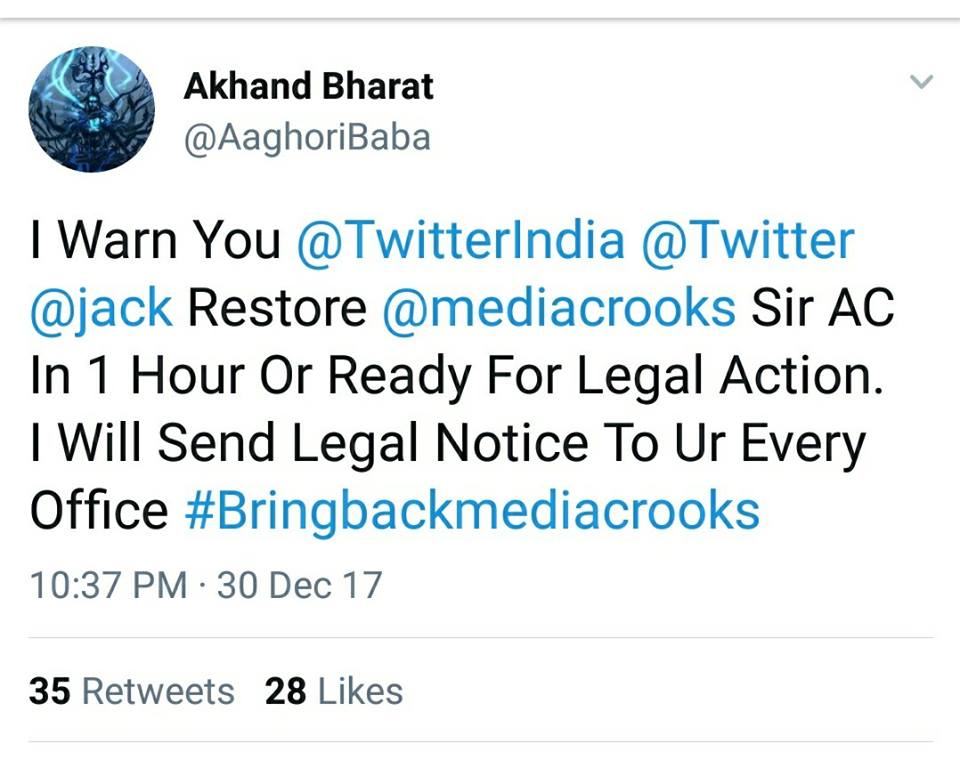 Akhand Bharat
@AaghoriBaba
I Warn You @TwitterIndia @Twitter
@jack Restore @mediacrooks Sir AC
In 1 Hour Or Ready For Legal Action.
I Will Send Legal Notice To Ur Every
Office #Bringbackmediacrooks
10:37 PM · 30 Dec 17
35 Retweets 28 Likes